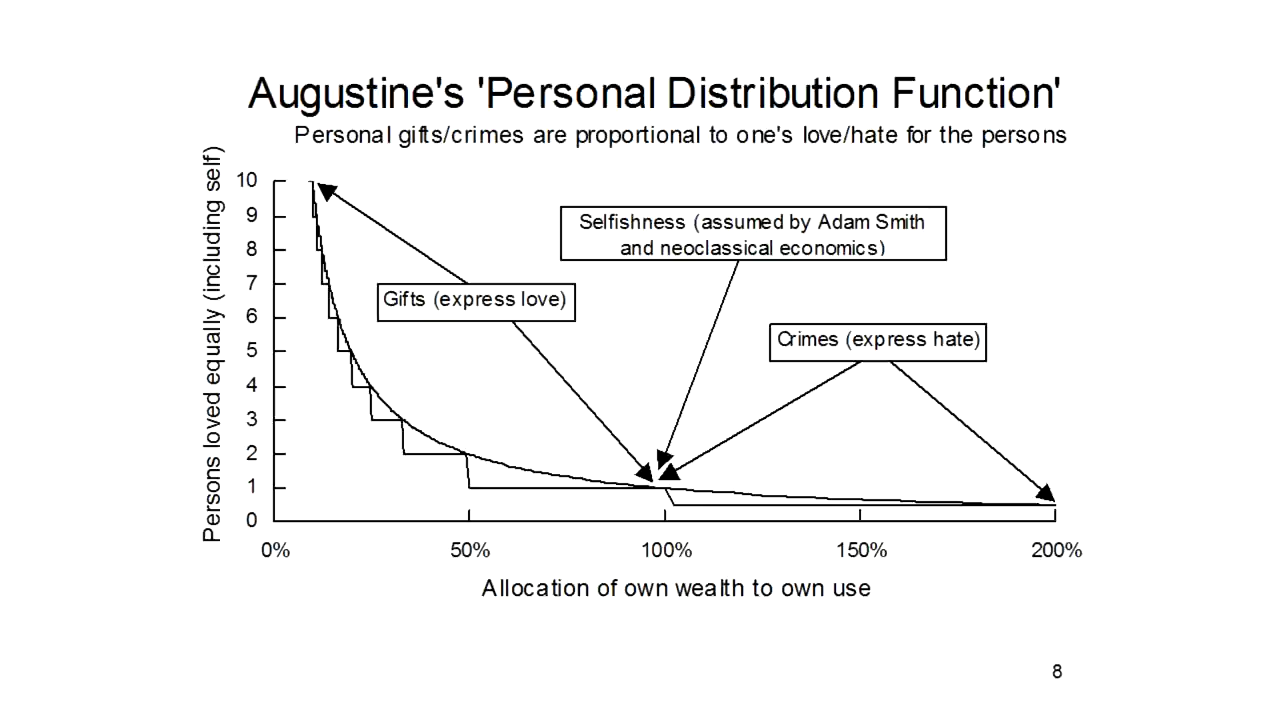 Augustine's 'Personal Distribution Function'
Personal gifts/crimes are proportional to one's love/hate for the persons
Persons loved equally (including self)
10
9
8
7
6
5
4
3
2
1
0
Selfishness (assumed by Adam Smith
and neoclassical economics)
Gifts (express love)
Crimes (express hate)
0%
50%
100%
150%
200%
Allocation of own wealth to own use
8